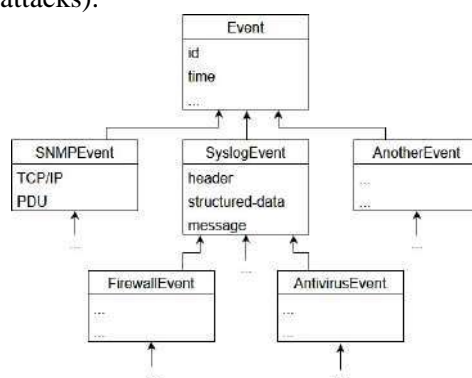 attacks).
Event
id
time
...
SNMPEvent SyslogEvent AnotherEvent
TCP/IP header ...
PDU structured-data ...
message
... ... ...
FirewallEvent AntivirusEvent
... ...
... ...
... ...